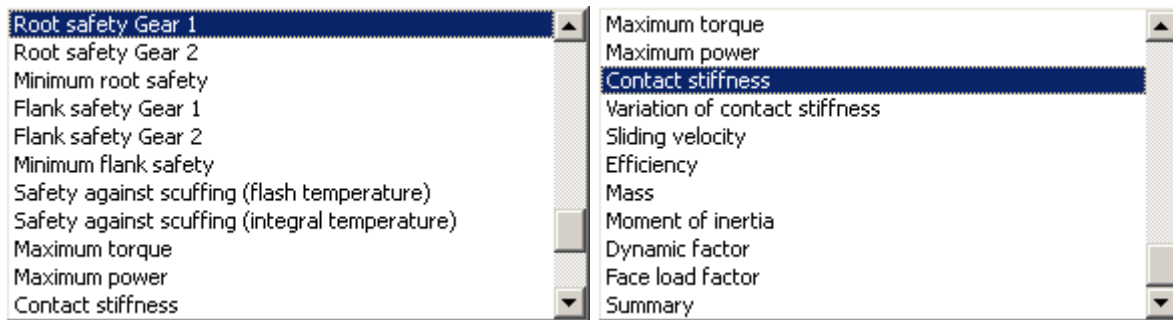 Root safety Gear 1
Root safety Gear 2
Minimum root safety
Flank safety Gear 1
Flank safety Gear 2
Minimum flank safety
Safety against scuffing (flash temperature)
Safety against scuffing (integral temperature)
Maximum torque
Maximum power
Contact stiffness
Maximum torque
Maximum power
Contact stiffness
Variation of contact stiffness
Sliding velocity
Efficiency
Mass
Moment of inertia
Dynamic factor
Face load factor
Summary